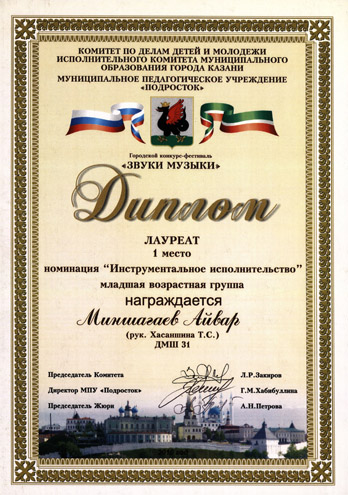 КОМИТЕТ ПО ДЕЛАМ ДЕТЕЙ И МОЛОДЕЖИ
ИСПОЛНИТЕЛЬНОГО КОМИТЕТА МУНИЦИПАЛЬНОГО
ОБРАЗОВАНИЯ ГОРОДА КАЗАНИ
МУНИЦИПАЛЬНОЕ ПЕДАГОГИЧЕСКОЕ УЧРЕЖДЕНИЕ
«ПОДРОСТОК»
Городской конкурс-фестиваль
«ЗВУКИ МУЗЫКИ»
Диплом
ЛАУРЕАТ
1 место
номинация “Инструментальное исполнительство”
младшая возрастная группа
награждается
Миншагаев Айвар
(рук. Хасаншина Т.С.)
ДМШ 31
Председатель Комитета Л.Р.Закиров
Директор МПУ «Подросток» Г.М.Хабибуллина
Председатель Жюри А.Н.Петрова